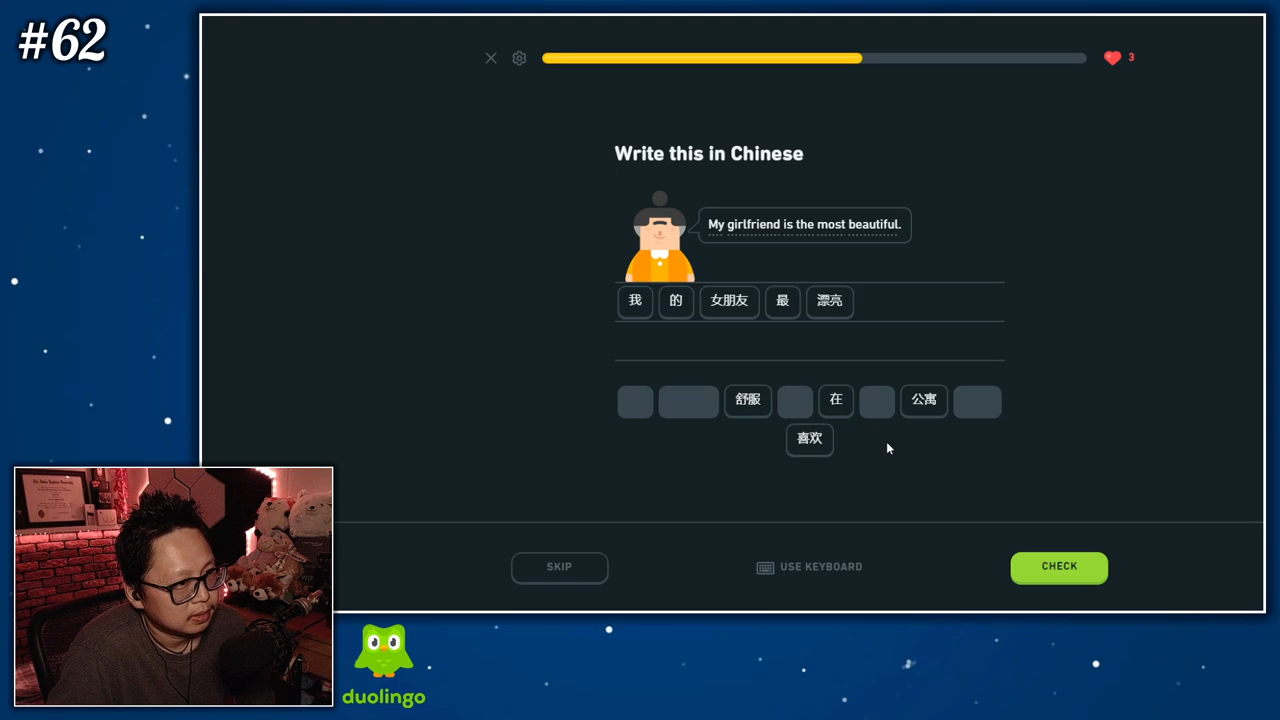 #62
3
Write this in Chinese
My girlfriend is the most beautiful.
我 的 女朋友 最 漂亮
舒服 在 公寓
喜欢
SKIP
USE KEYBOARD
CHECK
duolingo